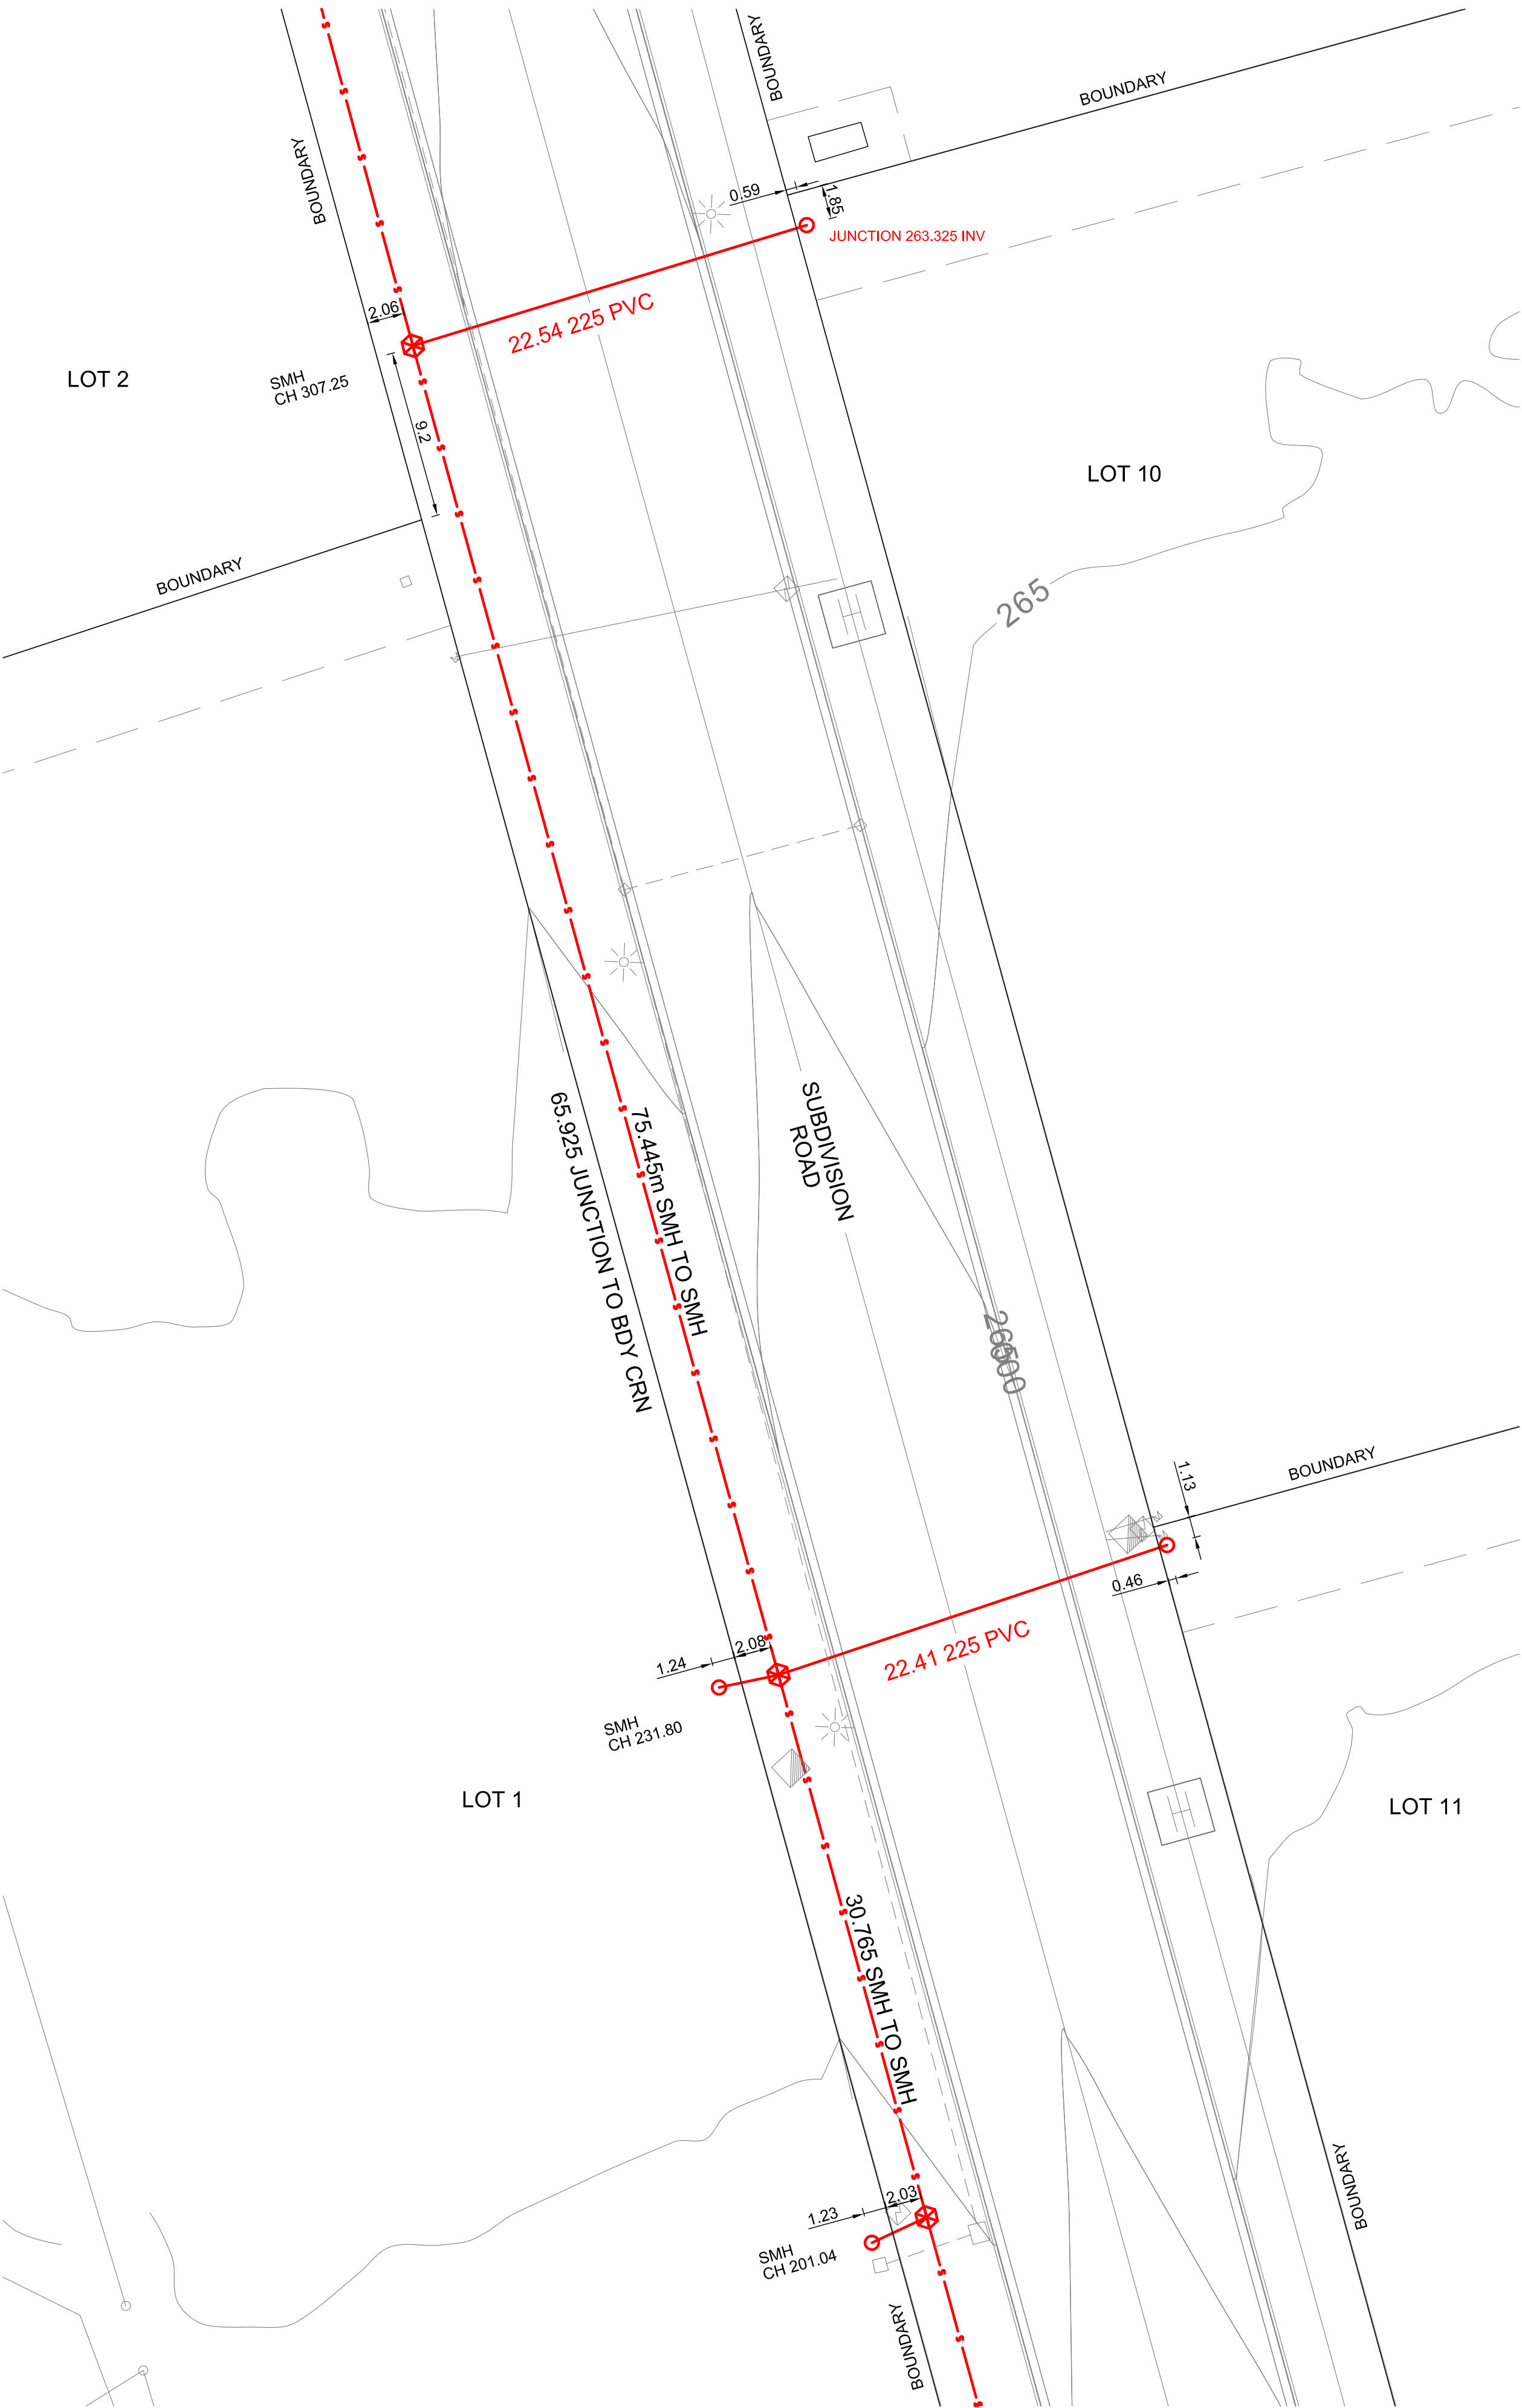 BOUNDARY
BOUNDARY
BOUNDARY
0.59
1.85
JUNCTION 263.325 INV
2.06
22.54 225 PVC
LOT 2
SMH
CH 307.25
9.2
LOT 10
BOUNDARY
265
SUBDIVISION
ROAD
65.925 JUNCTION TO BDY CRN
75.445m SMH TO SMH
1.13
BOUNDARY
0.46
2.08
1.24
22.41 225 PVC
SMH
CH 231.80
LOT 1
LOT 11
30.765 SMH TO SMH
BOUNDARY
2.03
1.23
SMH
CH 201.04
BOUNDARY